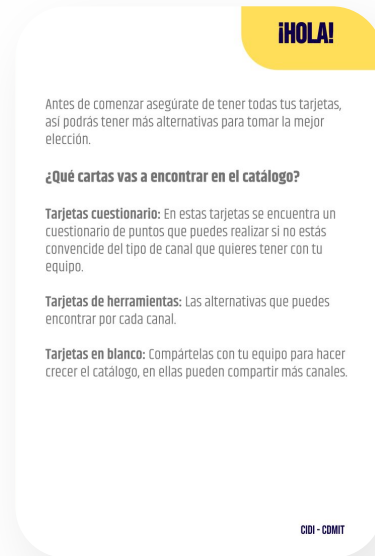 ¡HOLA!
Antes de comenzar asegúrate de tener todas tus tarjetas,
así podrás tener más alternativas para tomar la mejor
elección.
¿Qué cartas vas a encontrar en el catálogo?
Tarjetas cuestionario: En estas tarjetas se encuentra un
cuestionario de puntos que puedes realizar si no estás
convencide del tipo de canal que quieres tener con tu
equipo.
Tarjetas de herramientas: Las alternativas que puedes
encontrar por cada canal.
Tarjetas en blanco: Compártelas con tu equipo para hacer
crecer el catálogo, en ellas pueden compartir más canales.
CIDI - CDMIT